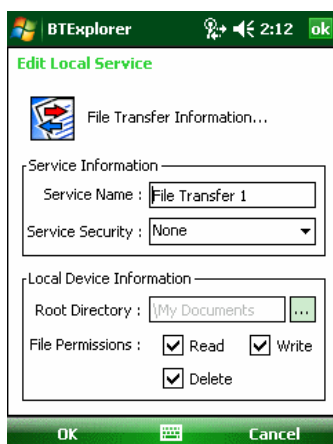 BTExplorer 2:12 ok
Edit Local Service
File Transfer Information...
Service Information
Service Name : File Transfer 1
Service Security : None
Local Device Information
Root Directory : \My Documents ...
File Permissions : Read Write
Delete
OK Cancel